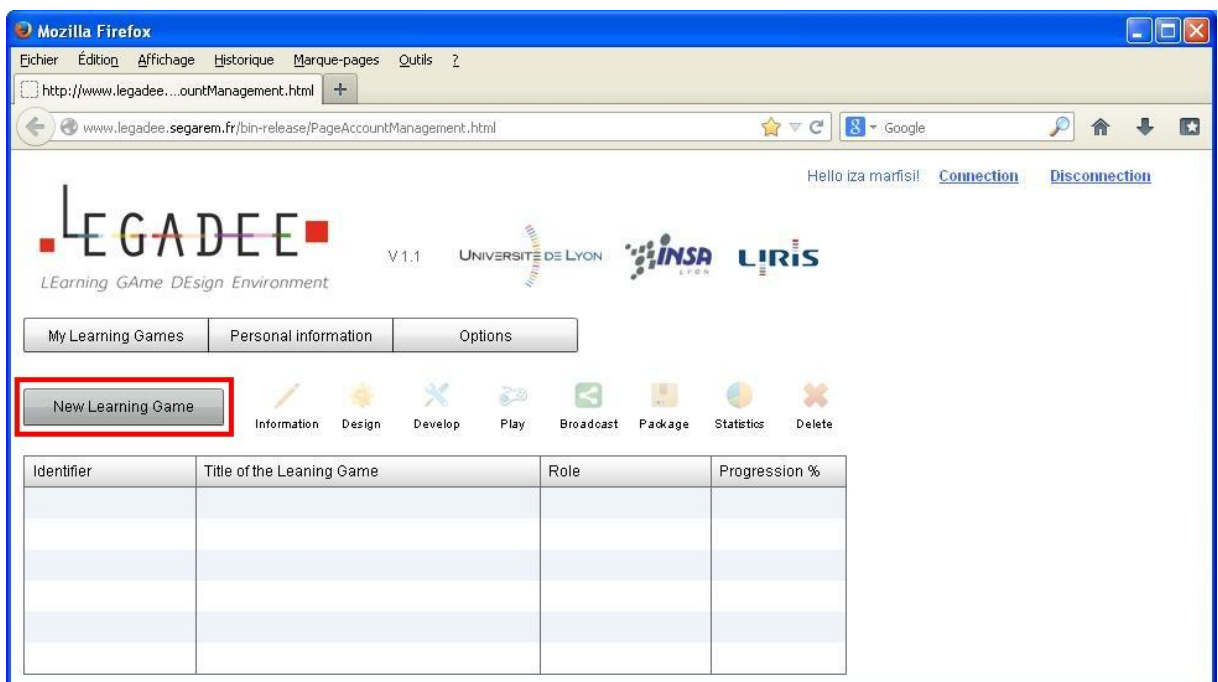 Mozilla Firefox
Fichier Édition Affichage Historique Marque-pages Outils ?
http://www.legadee....ountManagement.html +
www.legadee.segarem.fr/bin-release/PageAccountManagement.html 8 Google
Hello iza marfisi! Connection Disconnection
LEGADEE
LEarning GAme DEsign Environment
V 1.1
UNIVERSITE DE LYON
INSA
LYON
LIRIS
My Learning Games Personal information Options
New Learning Game
Information Design Develop Play Broadcast Package Statistics Delete
Identifier Title of the Leaning Game Role Progression %